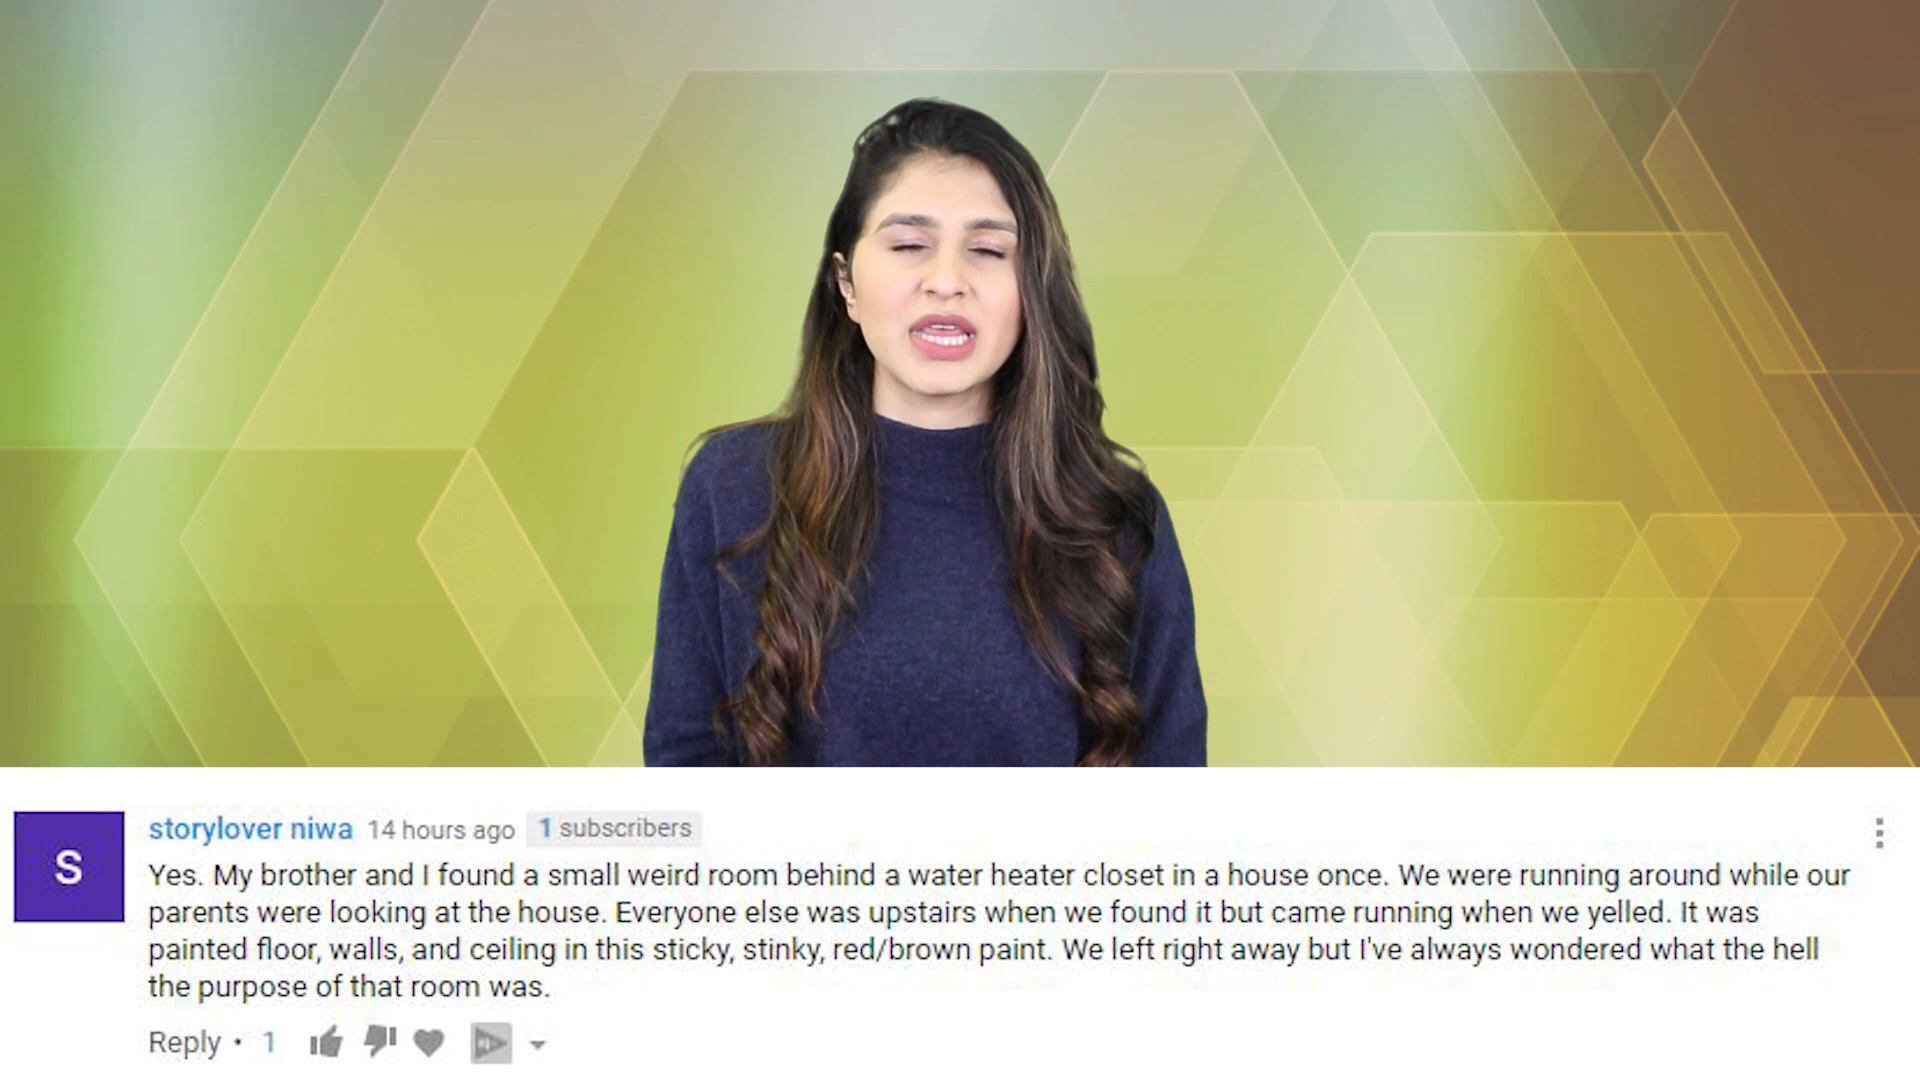 S
storylover niwa 14 hours ago 1 subscribers
Yes. My brother and I found a small weird room behind a water heater closet in a house once. We were running around while our
parents were looking at the house. Everyone else was upstairs when we found it but came running when we yelled. It was
painted floor, walls, and ceiling in this sticky, stinky, red/brown paint. We left right away but I've always wondered what the hell
the purpose of that room was.
Reply • 1